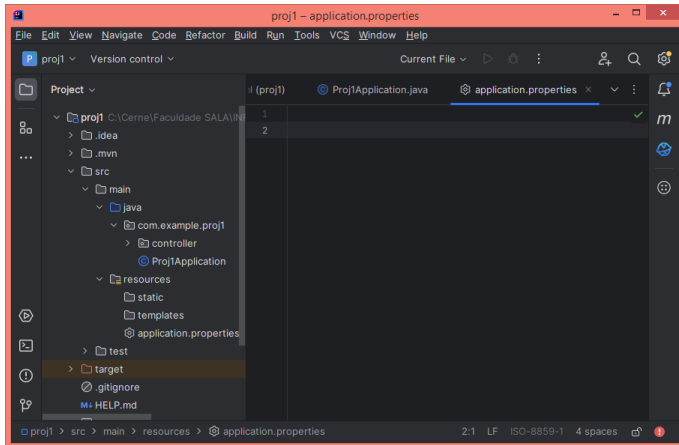 proj1 – application.properties
File Edit View Navigate Code Refactor Build Run Tools VCS Window Help
P proj1 Version control Current File
Project
(proj1) Proj1Application.java application.properties
proj1 C:\Cerne\Faculdade SALA\INF
.idea
.mvn
src
main
java
com.example.proj1
controller
Proj1Application
resources
static
templates
application.properties
test
target
.gitignore
M↓ HELP.md
1
2
m
proj1 > src > main > resources > application.properties 2:1 LF ISO-8859-1 4 spaces